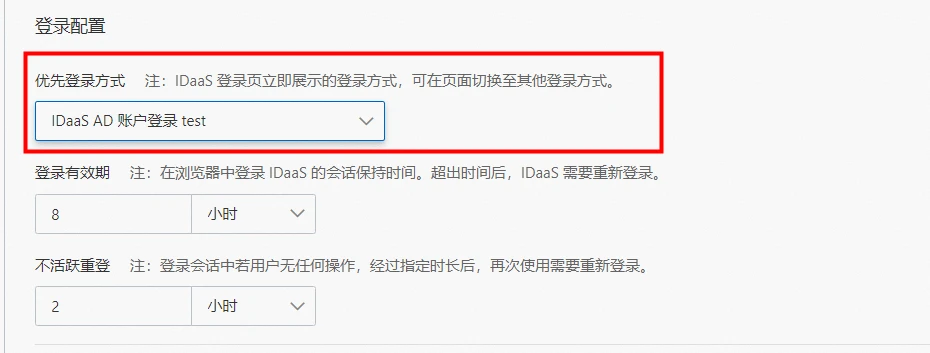 登录配置
优先登录方式 注：IDaaS 登录页立即展示的登录方式，可在页面切换至其他登录方式。
IDaaS AD 账户登录 test
登录有效期 注：在浏览器中登录 IDaaS 的会话保持时间。超出时间后，IDaaS 需要重新登录。
8 小时
不活跃重登 注：登录会话中若用户无任何操作，经过指定时长后，再次使用需要重新登录。
2 小时